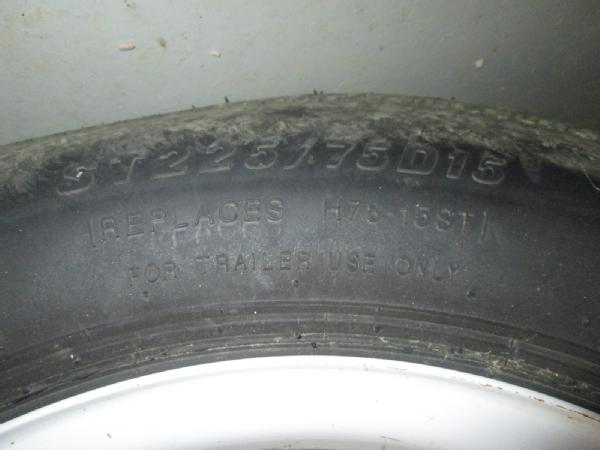 ST225/75D15
(REPLACES H78-15ST)
FOR TRAILER USE ONLY